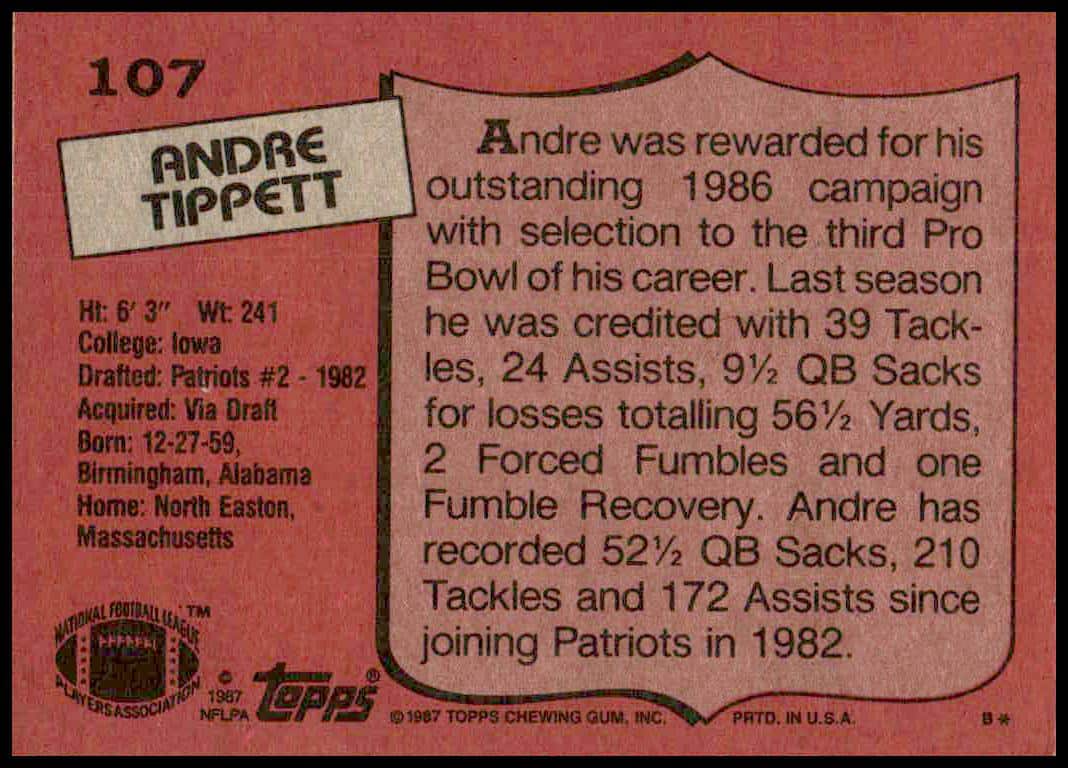 107
ANDRE
TIPPETT
Ht: 6' 3" Wt: 241
College: Iowa
Drafted: Patriots #2 - 1982
Acquired: Via Draft
Born: 12-27-59,
Birmingham, Alabama
Home: North Easton,
Massachusetts
Andre was rewarded for his
outstanding 1986 campaign
with selection to the third Pro
Bowl of his career. Last season
he was credited with 39 Tack-
les, 24 Assists, 9½ QB Sacks
for losses totalling 56½ Yards,
2 Forced Fumbles and one
Fumble Recovery. Andre has
recorded 52½ QB Sacks, 210
Tackles and 172 Assists since
joining Patriots in 1982.
NATIONAL FOOTBALL LEAGUE ™
PLAYERS ASSOCIATION
© 1987 NFLPA
Topps ®
© 1987 TOPPS CHEWING GUM, INC. PRTD. IN U.S.A. B*